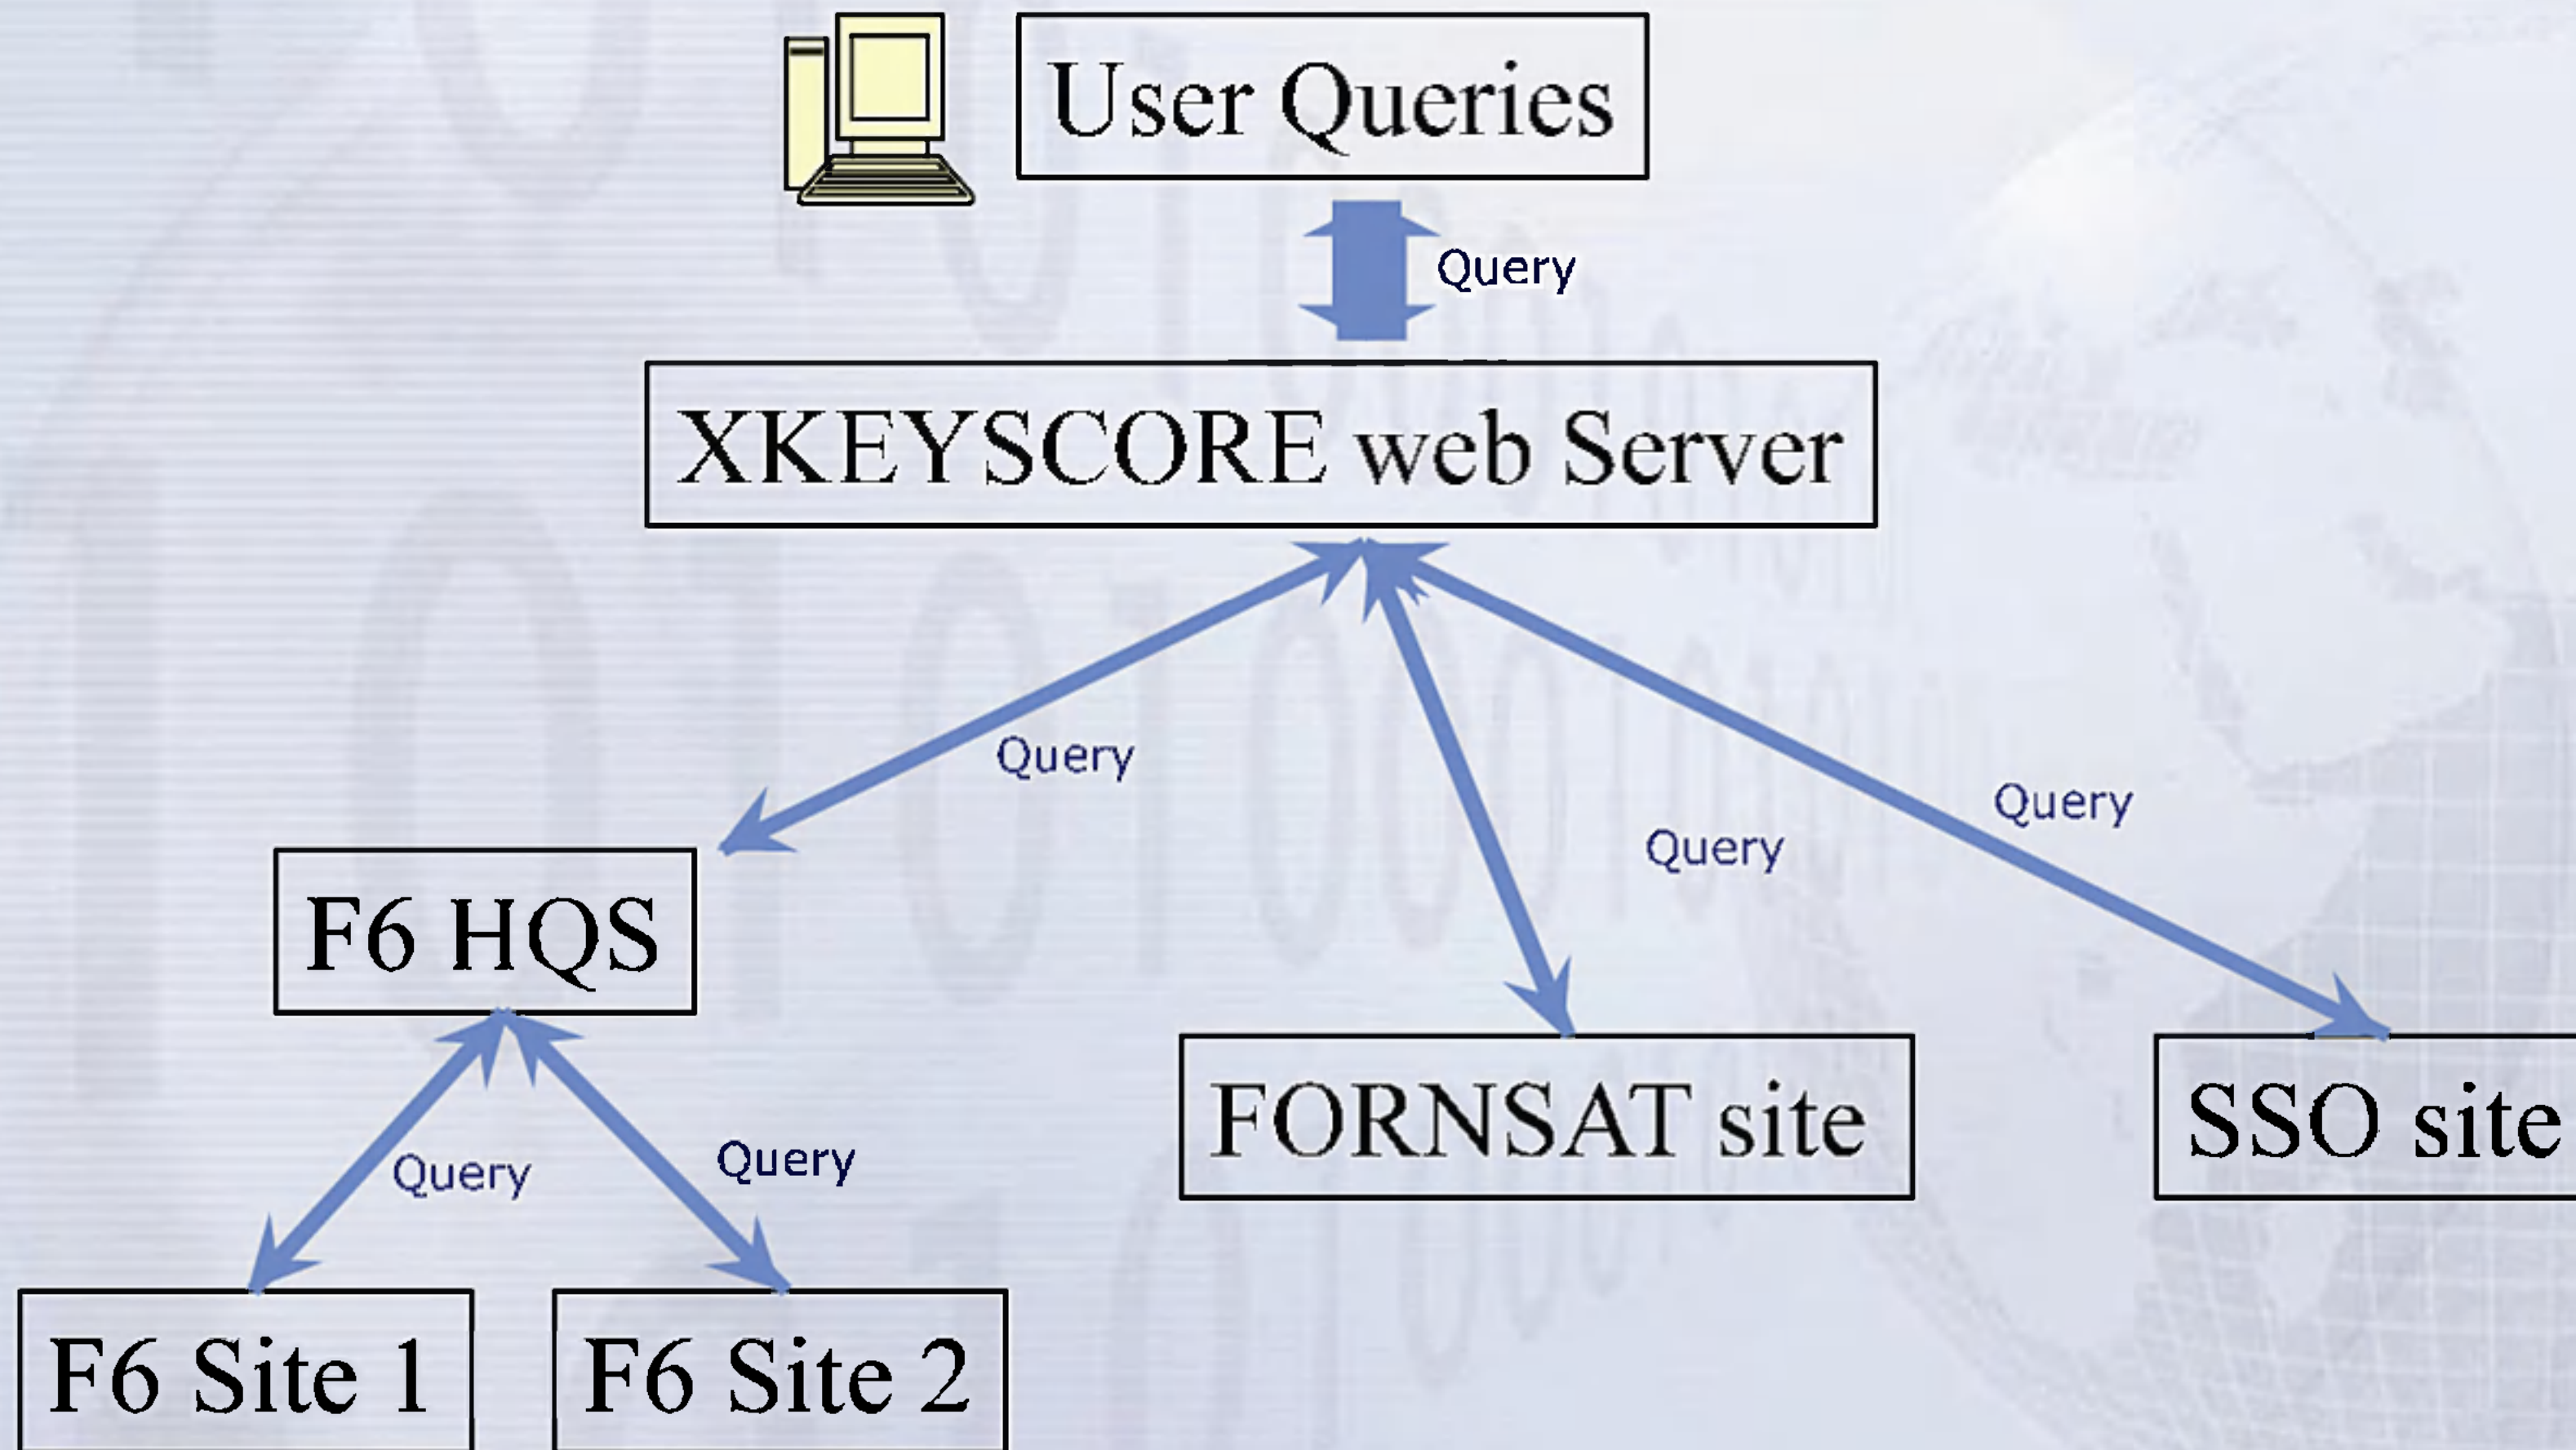 User Queries
Query
XKEYSCORE web Server
Query
Query
Query
F6 HQS
FORNSAT site
SSO site
Query
Query
F6 Site 1
F6 Site 2